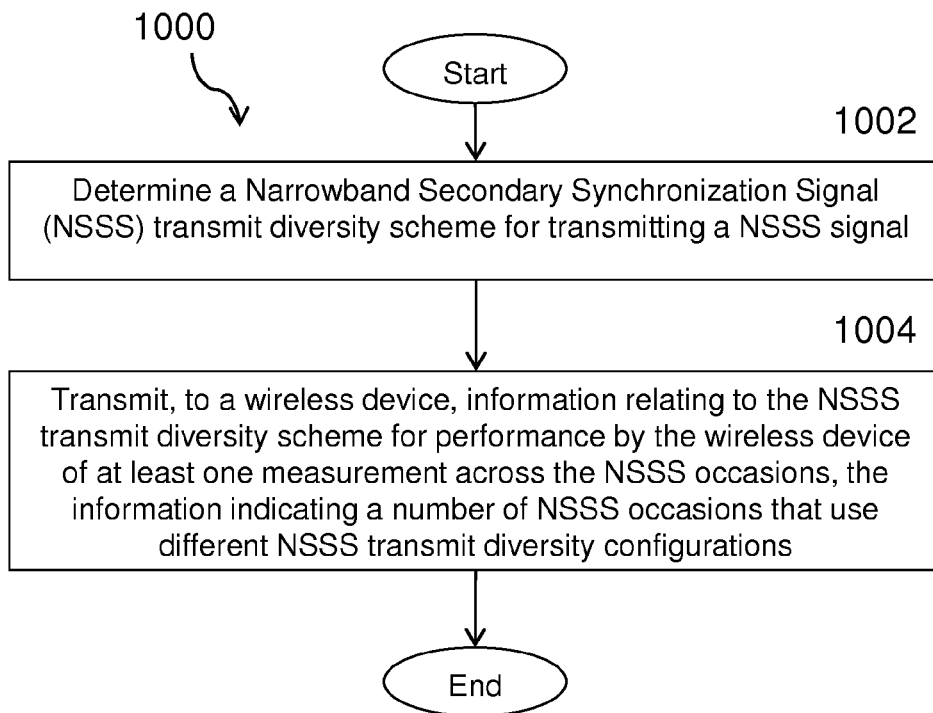 1000
Start
1002
Determine a Narrowband Secondary Synchronization Signal
(NSSS) transmit diversity scheme for transmitting a NSSS signal
1004
Transmit, to a wireless device, information relating to the NSSS
transmit diversity scheme for performance by the wireless device
of at least one measurement across the NSSS occasions, the
information indicating a number of NSSS occasions that use
different NSSS transmit diversity configurations
End